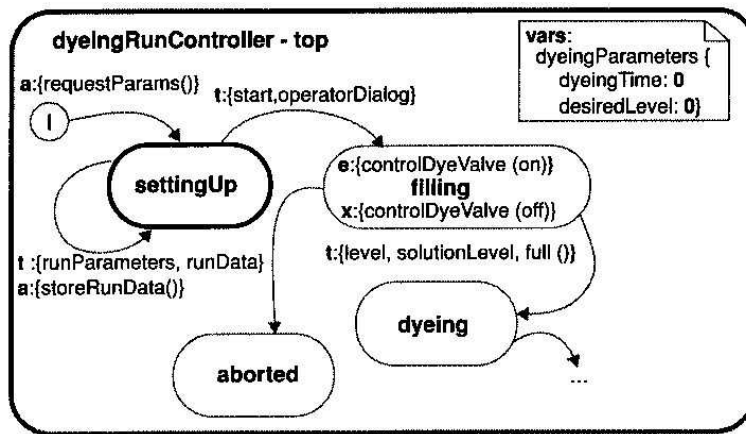 dyeingRunController - top
vars:
dyeingParameters {
dyeingTime: 0
desiredLevel: 0}
a:{requestParams()}
t:{start,operatorDialog}
I
settingUp
e:{controlDyeValve (on)}
filling
x:{controlDyeValve (off)}
t :{runParameters, runData}
a:{storeRunData()}
t:{level, solutionLevel, full ()}
dyeing
aborted
...